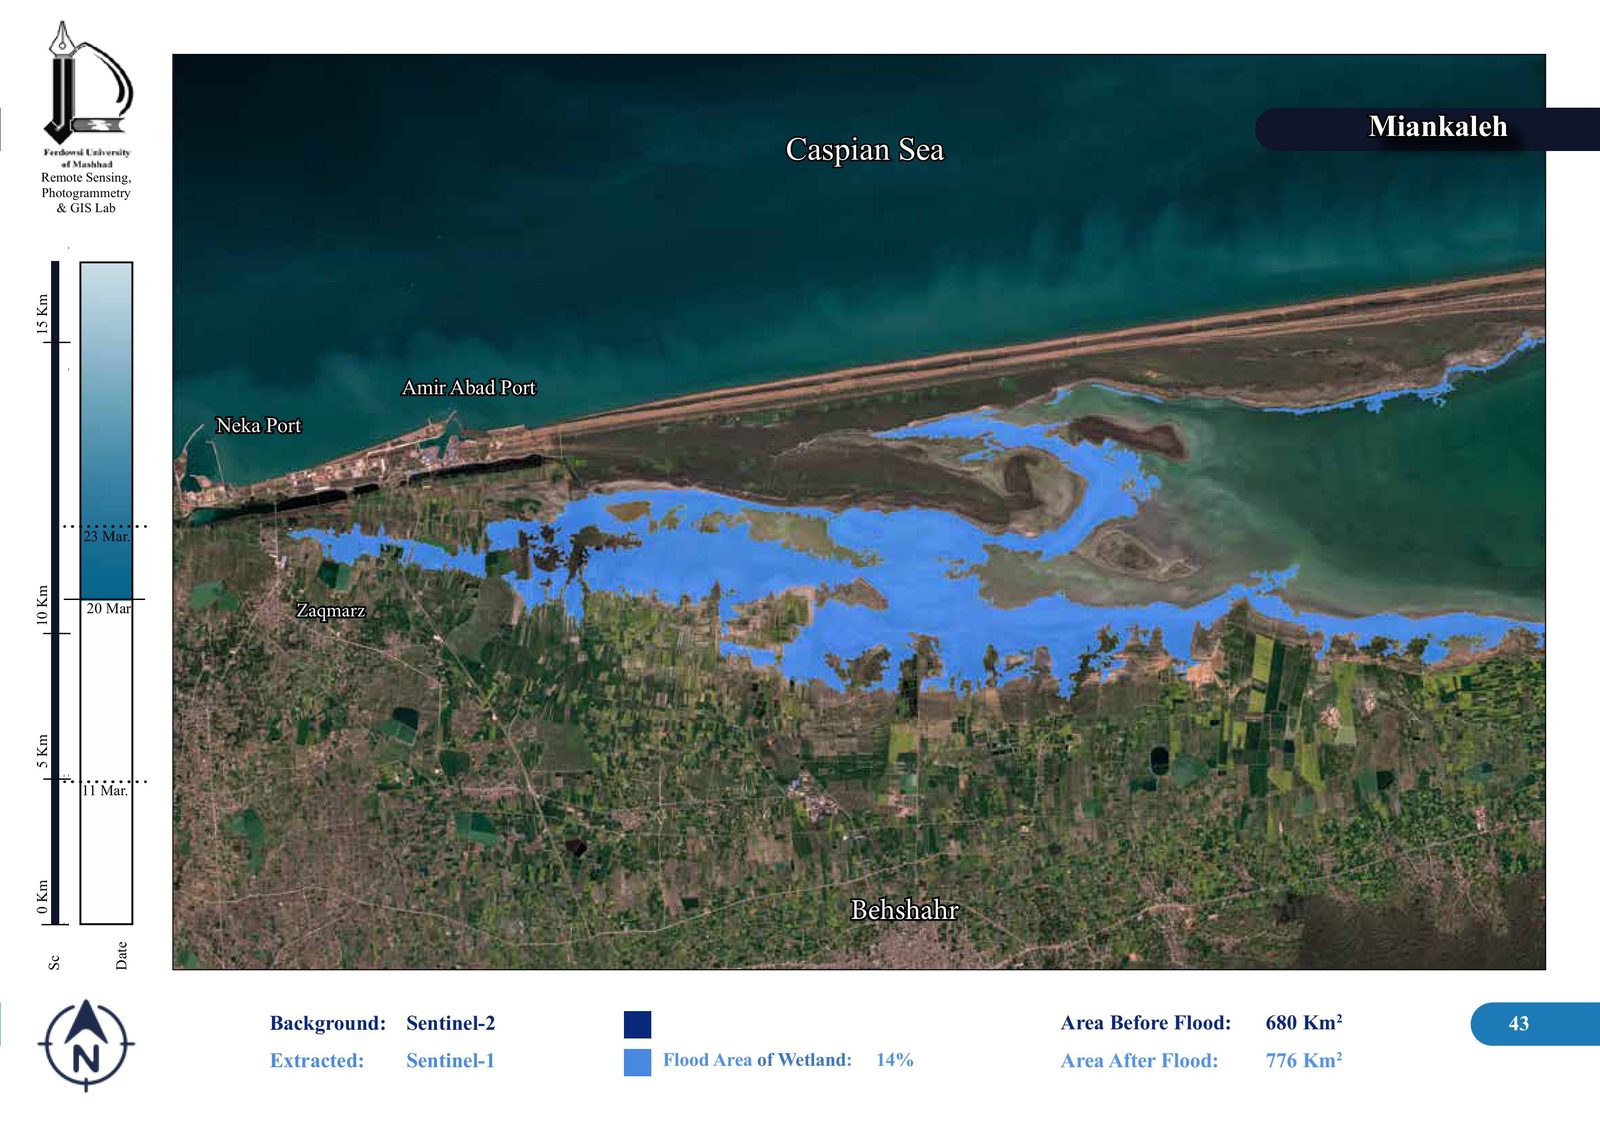 Ferdowsi University
of Mashhad
Remote Sensing,
Photogrammetry
& GIS Lab
Miankaleh
Caspian Sea
Amir Abad Port
Neka Port
Zaqmarz
Behshahr
15 Km
10 Km
5 Km
0 Km
Sc
23 Mar.
20 Mar
11 Mar.
Date
N
Background: Sentinel-2
Extracted: Sentinel-1
Flood Area of Wetland: 14%
Area Before Flood: 680 Km²
Area After Flood: 776 Km²
43